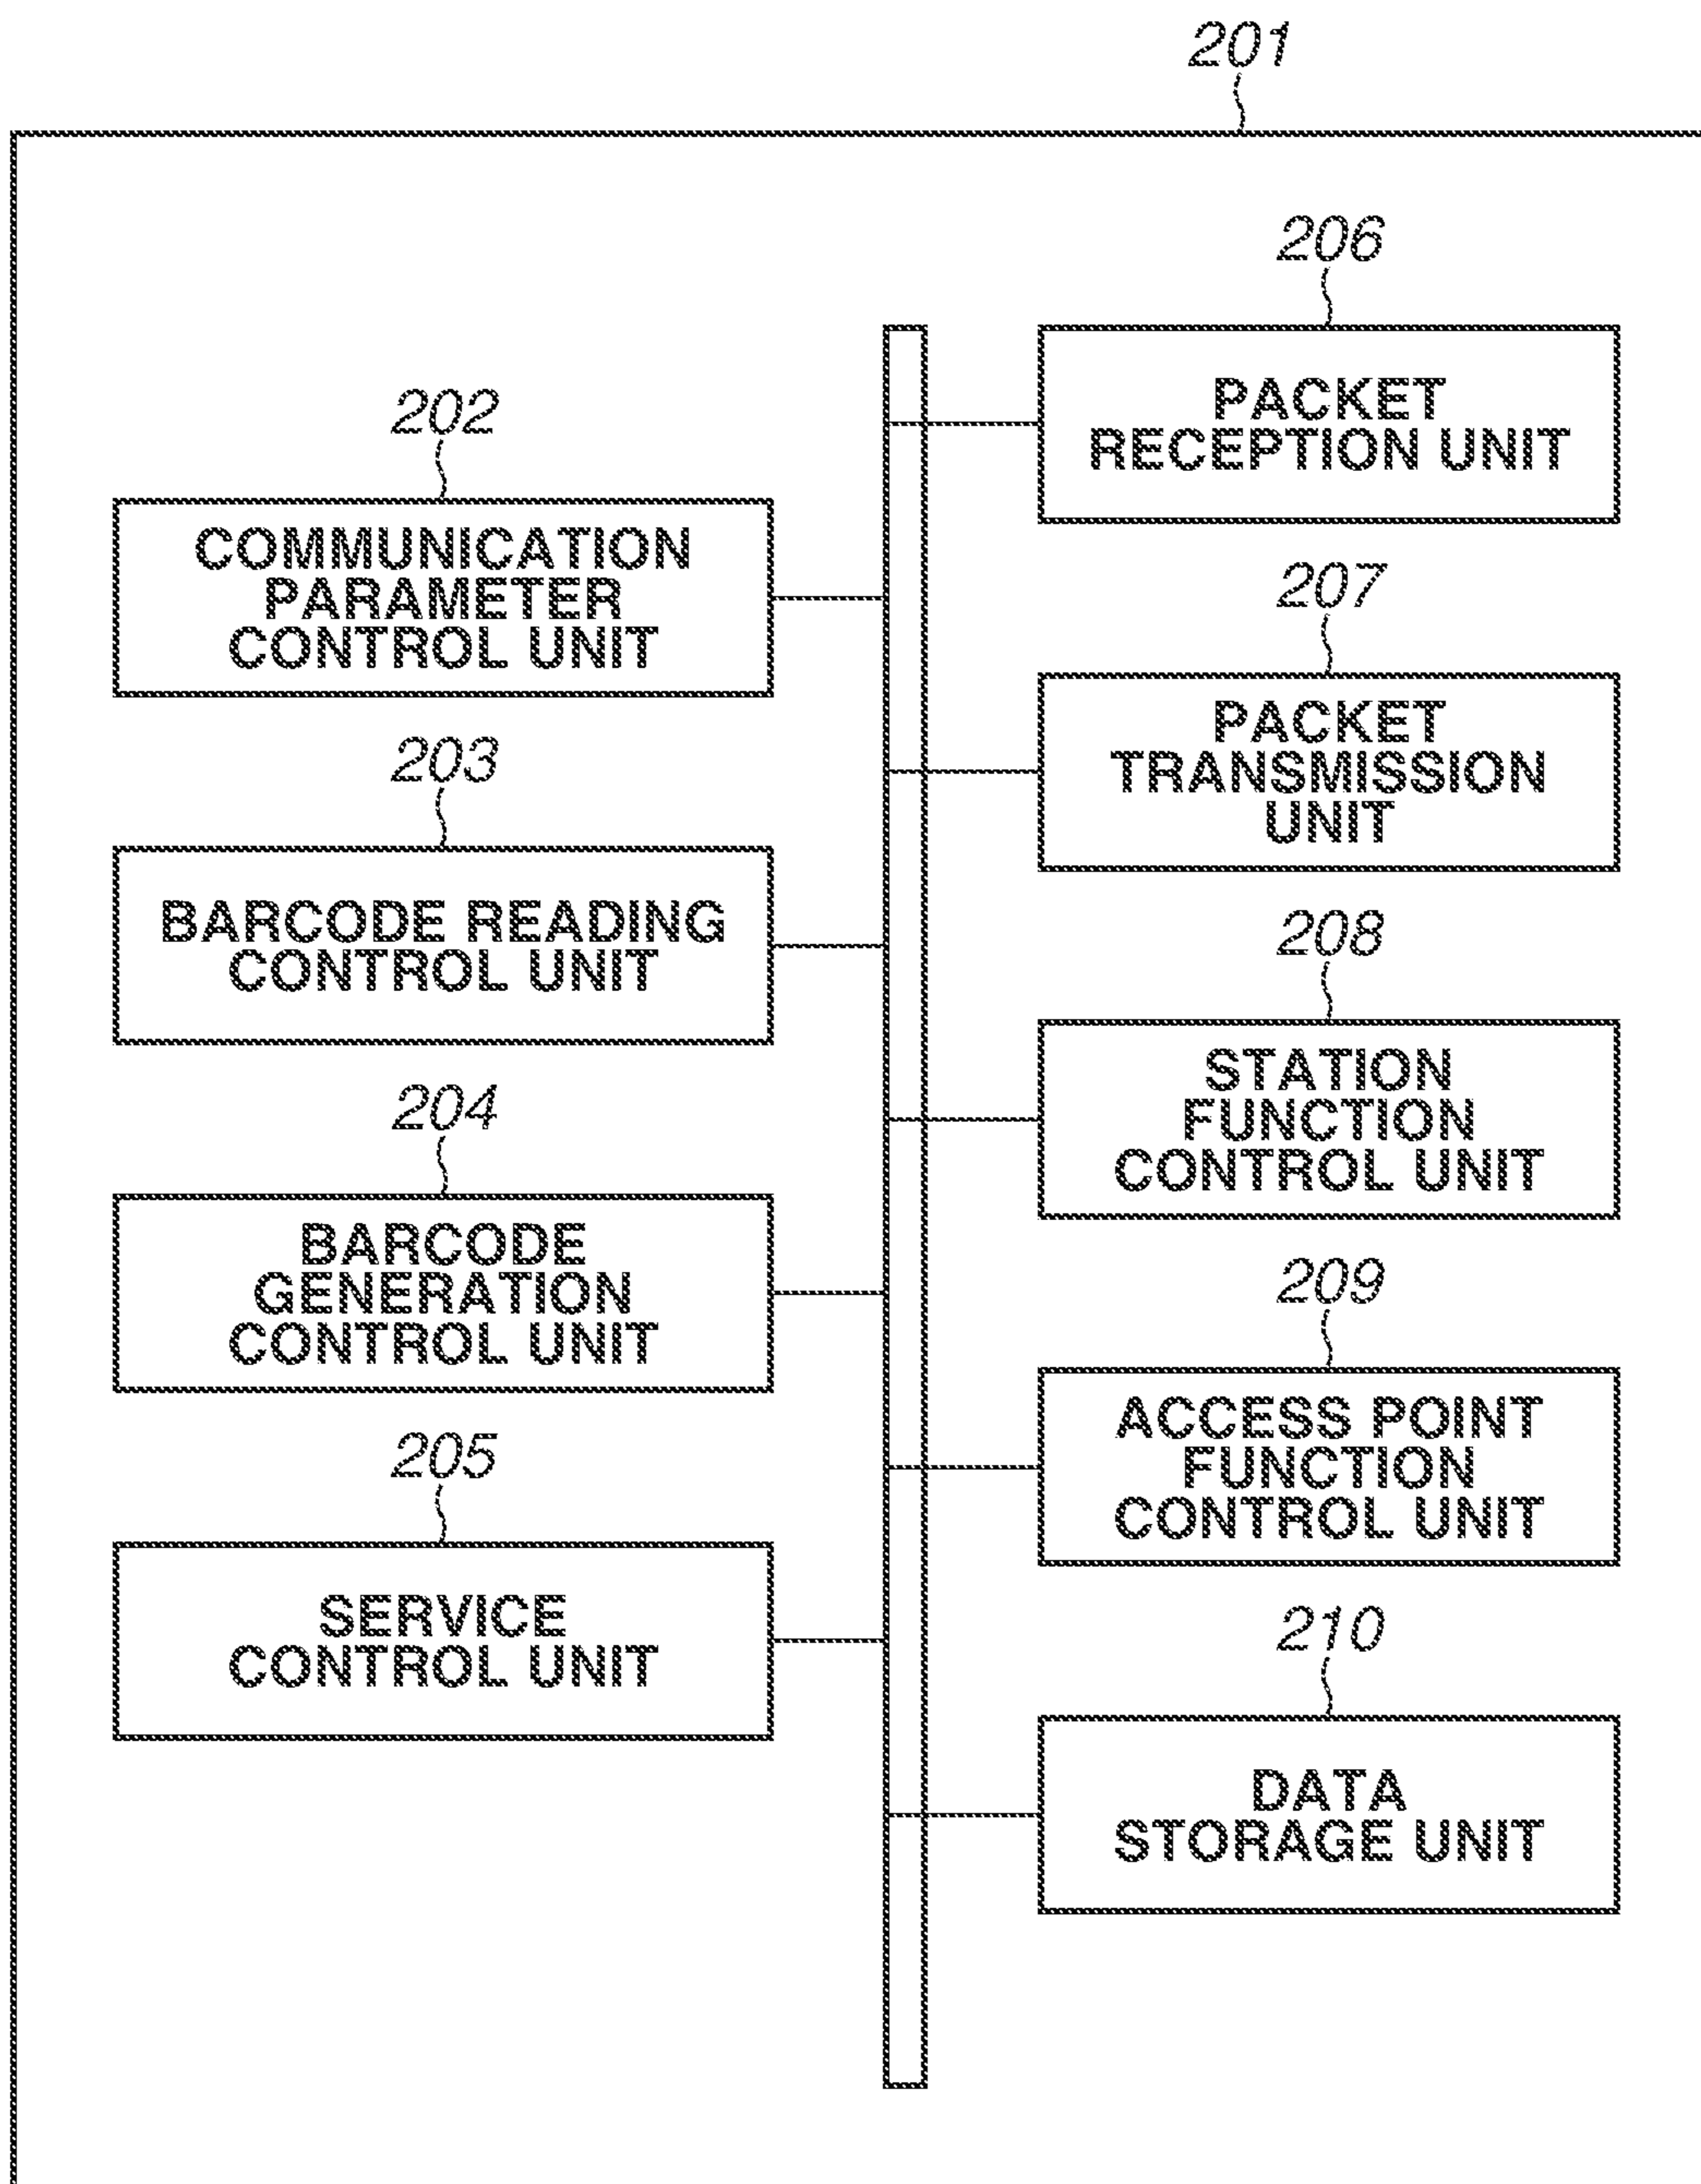 201
202
COMMUNICATION
PARAMETER
CONTROL UNIT
203
BARCODE READING
CONTROL UNIT
204
BARCODE
GENERATION
CONTROL UNIT
205
SERVICE
CONTROL UNIT
206
PACKET
RECEPTION UNIT
207
PACKET
TRANSMISSION
UNIT
208
STATION
FUNCTION
CONTROL UNIT
209
ACCESS POINT
FUNCTION
CONTROL UNIT
210
DATA
STORAGE UNIT